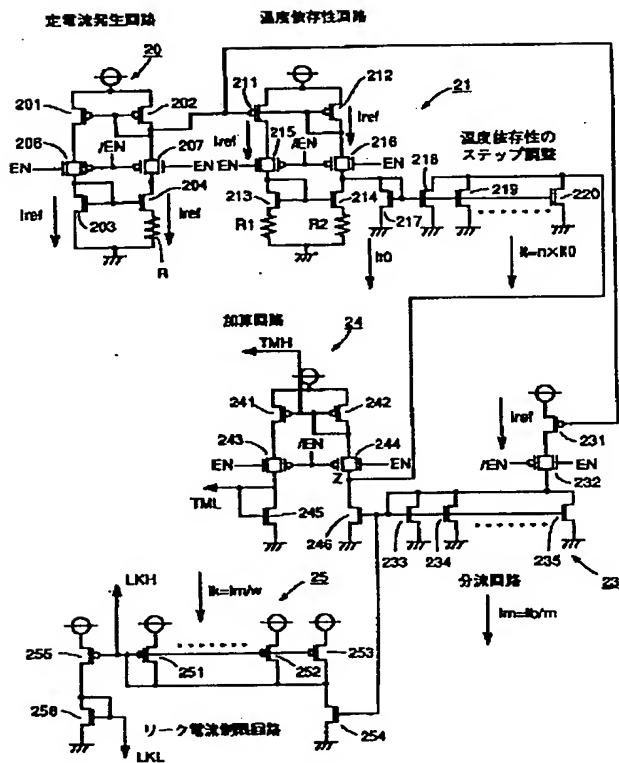 定電流発生回路
温度依存性回路
20
201
202
211
212
21
Iref
206
/EN
207
Iref
/EN
215
216
温度依存性の
ステップ調整
EN
EN
EN
EN
218
219
220
204
213
214
Iref
203
Iref
R
R1
R2
217
It0
It=n×It0
加算回路
24
TMH
241
242
243
/EN
244
Iref
231
EN
Z
EN
/EN
EN
232
TML
245
246
233
234
235
分流回路
23
LKH
Ik=Im/w
25
Im=Ib/m
255
251
252
253
256
リーク電流制限回路
254
LKL